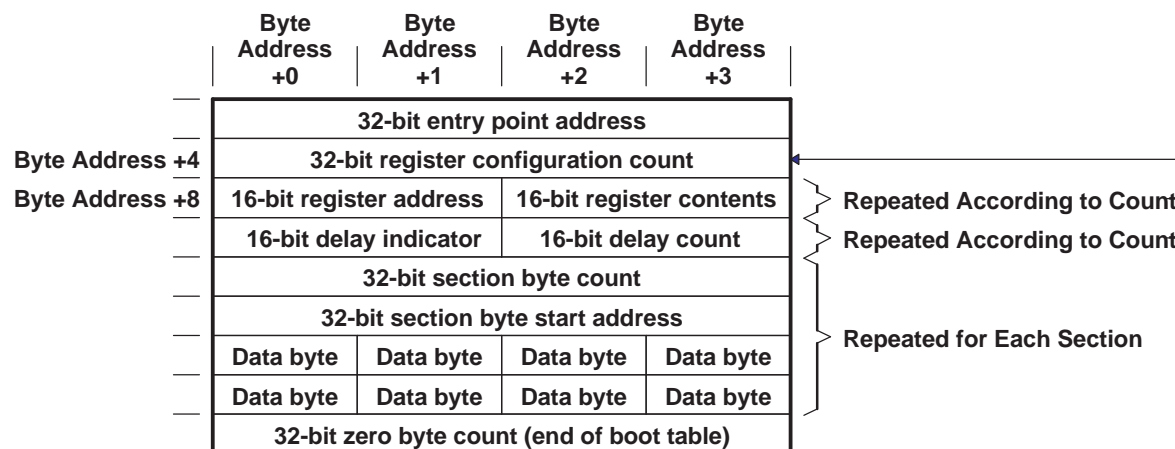 Byte Address +0 Byte Address +1 Byte Address +2 Byte Address +3
32-bit entry point address
Byte Address +4 32-bit register configuration count
Byte Address +8 16-bit register address 16-bit register contents Repeated According to Count
16-bit delay indicator 16-bit delay count Repeated According to Count
32-bit section byte count
32-bit section byte start address
Repeated for Each Section
Data byte Data byte Data byte Data byte
Data byte Data byte Data byte Data byte
32-bit zero byte count (end of boot table)